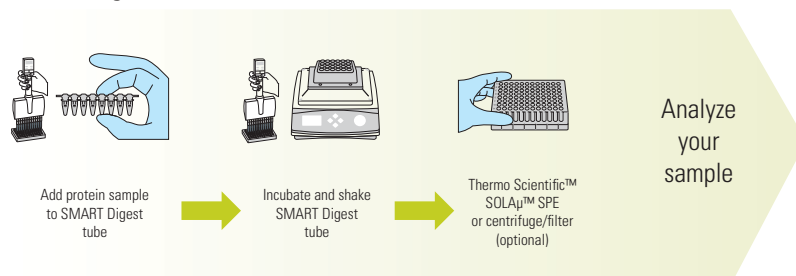 Add protein sample
to SMART Digest
tube
Incubate and shake
SMART Digest
tube
Thermo Scientific™
SOLAμ™ SPE
or centrifuge/filter
(optional)
Analyze
your
sample